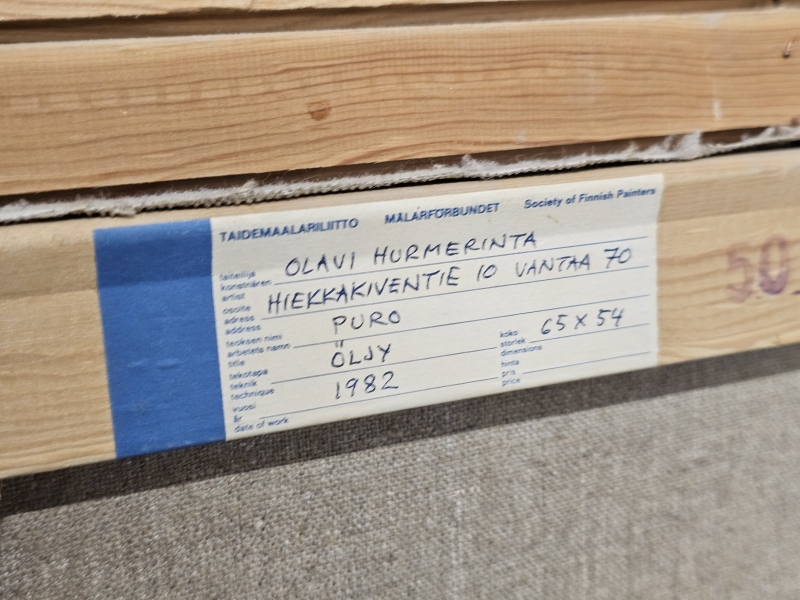 TAIDEMAALARILIITTO MÅLARFÖRBUNDET Society of Finnish Painters
taiteilija
konstnären
artist
OLAVI HURMERINTA
osoite
adress
address
HIEKKAKIVENTIE 10 VANTAA 70
teoksen nimi
arbetets namn
title
PURO
tekotapa
teknik
technique
ÖLJY
koko
storlek
dimensions
65 X 54
vuosi
år
date of work
1982
hinta
pris
price
50